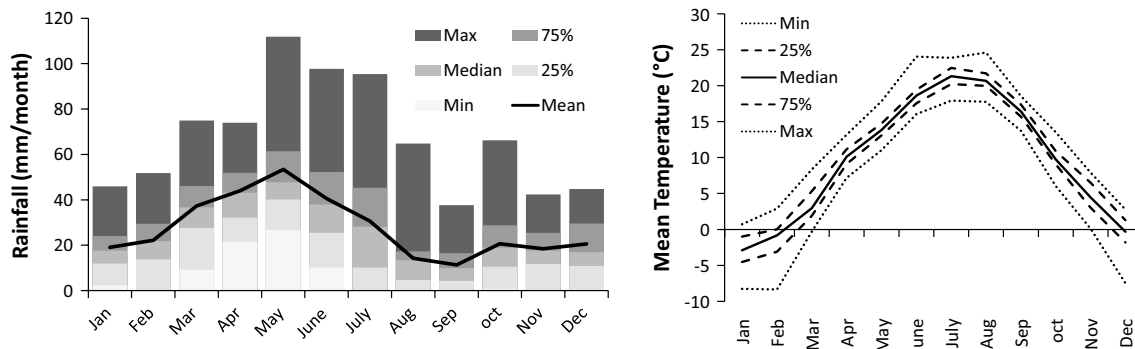 Rainfall (mm/month)
120
100
80
60
40
20
0
Max
75%
Median
25%
Min
Mean
Jan
Feb
Mar
Apr
May
June
July
Aug
Sep
oct
Nov
Dec
Mean Temperature (°C)
30
25
20
15
10
5
0
-5
-10
Min
25%
Median
75%
Max
Jan
Feb
Mar
Apr
May
June
July
Aug
Sep
oct
Nov
Dec